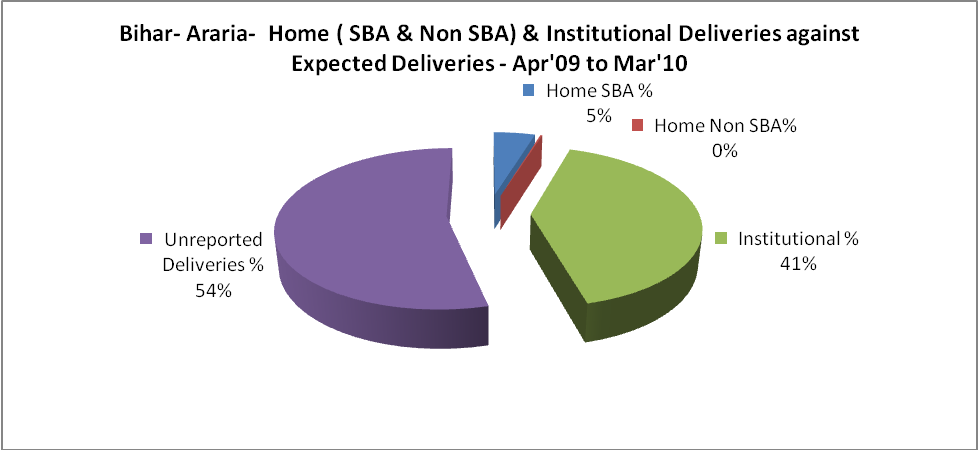 Bihar- Araria-  Home ( SBA & Non SBA) & Institutional Deliveries against
Expected Deliveries - Apr'09 to Mar'10
Home SBA %
5%
Home Non SBA%
0%
Institutional %
41%
Unreported
Deliveries %
54%